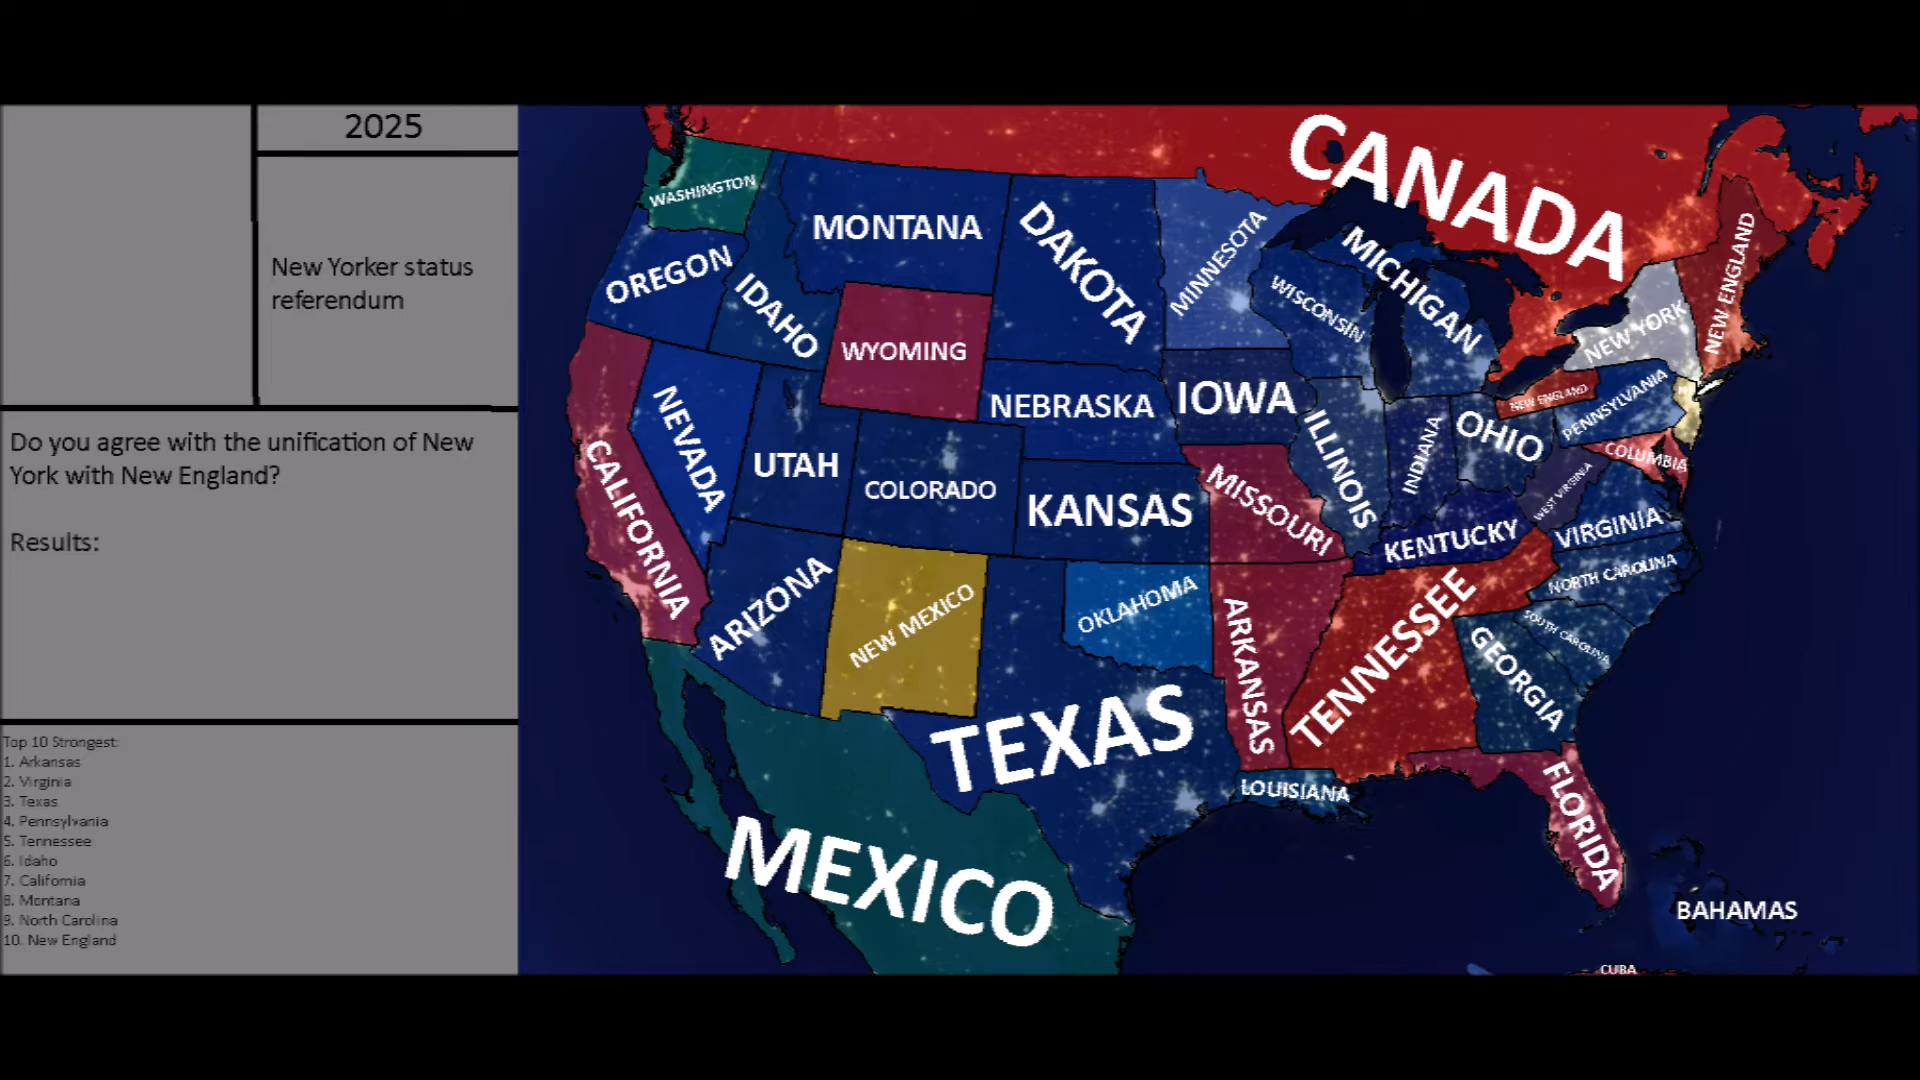 2025
New Yorker status
referendum
Do you agree with the unification of New
York with New England?
Results:
Top 10 Strongest:
1. Arkansas
2. Virginia
3. Texas
4. Pennsylvania
5. Tennessee
6. Idaho
7. California
8. Montana
9. North Carolina
10. New England
CANADA
WASHINGTON
MONTANA
DAKOTA
MINNESOTA
MICHIGAN
NEW ENGLAND
OREGON
IDAHO
WISCONSIN
NEW YORK
WYOMING
NEVADA
NEBRASKA
IOWA
ILLINOIS
INDIANA
OHIO
NEW ENGLAND
PENNSYLVANIA
COLUMBIA
UTAH
COLORADO
KANSAS
MISSOURI
WEST VIRGINIA
CALIFORNIA
KENTUCKY
VIRGINIA
ARIZONA
NEW MEXICO
OKLAHOMA
ARKANSAS
TENNESSEE
NORTH CAROLINA
SOUTH CAROLINA
GEORGIA
TEXAS
LOUISIANA
FLORIDA
MEXICO
BAHAMAS
CUBA